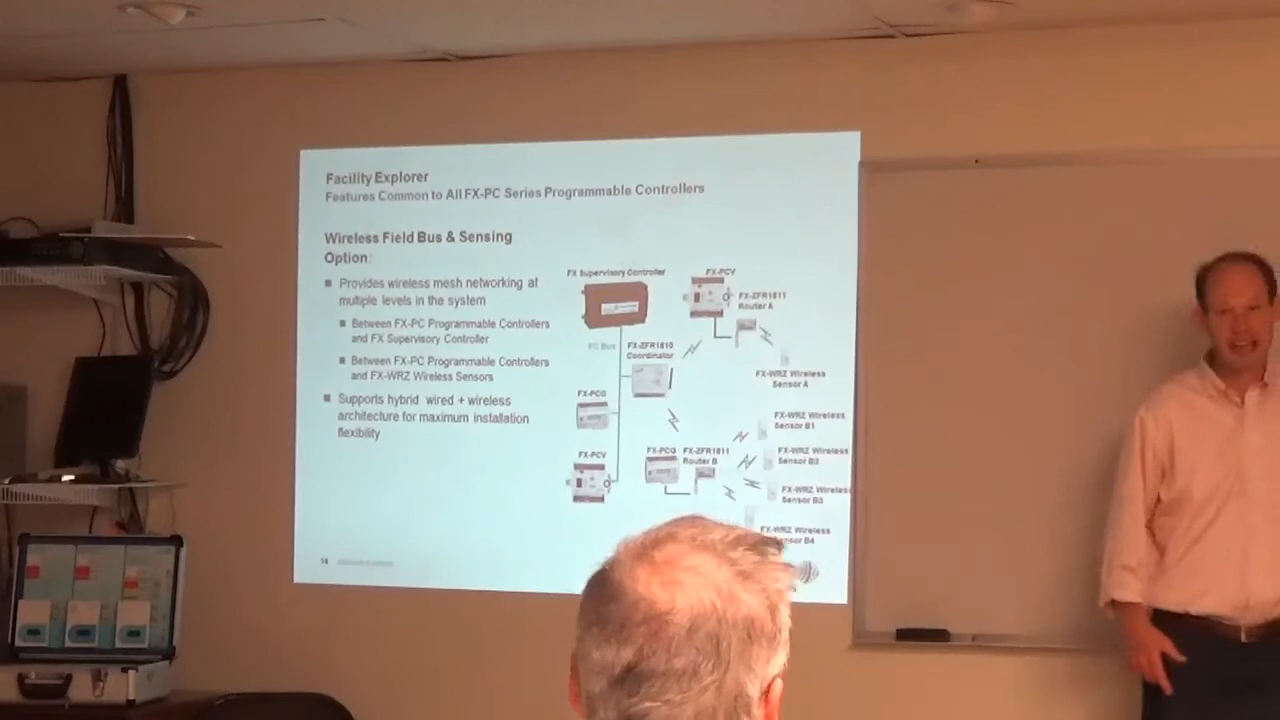 Facility Explorer
Features Common to All FX-PC Series Programmable Controllers
Wireless Field Bus & Sensing
Option:
Provides wireless mesh networking at
multiple levels in the system
Between FX-PC Programmable Controllers
and FX Supervisory Controller
Between FX-PC Programmable Controllers
and FX-WRZ Wireless Sensors
Supports hybrid wired + wireless
architecture for maximum installation
flexibility
FX Supervisory Controller
FX-PCV
FX-ZFR1811
Router A
FC Bus
FX-ZFR1810
Coordinator
FX-WRZ Wireless
Sensor A
FX-PCG
FX-WRZ Wireless
Sensor B1
FX-PCV
FX-PCG
FX-ZFR1811
Router B
FX-WRZ Wireless
Sensor B2
FX-WRZ Wireless
Sensor B3
FX-WRZ Wireless
Sensor B4